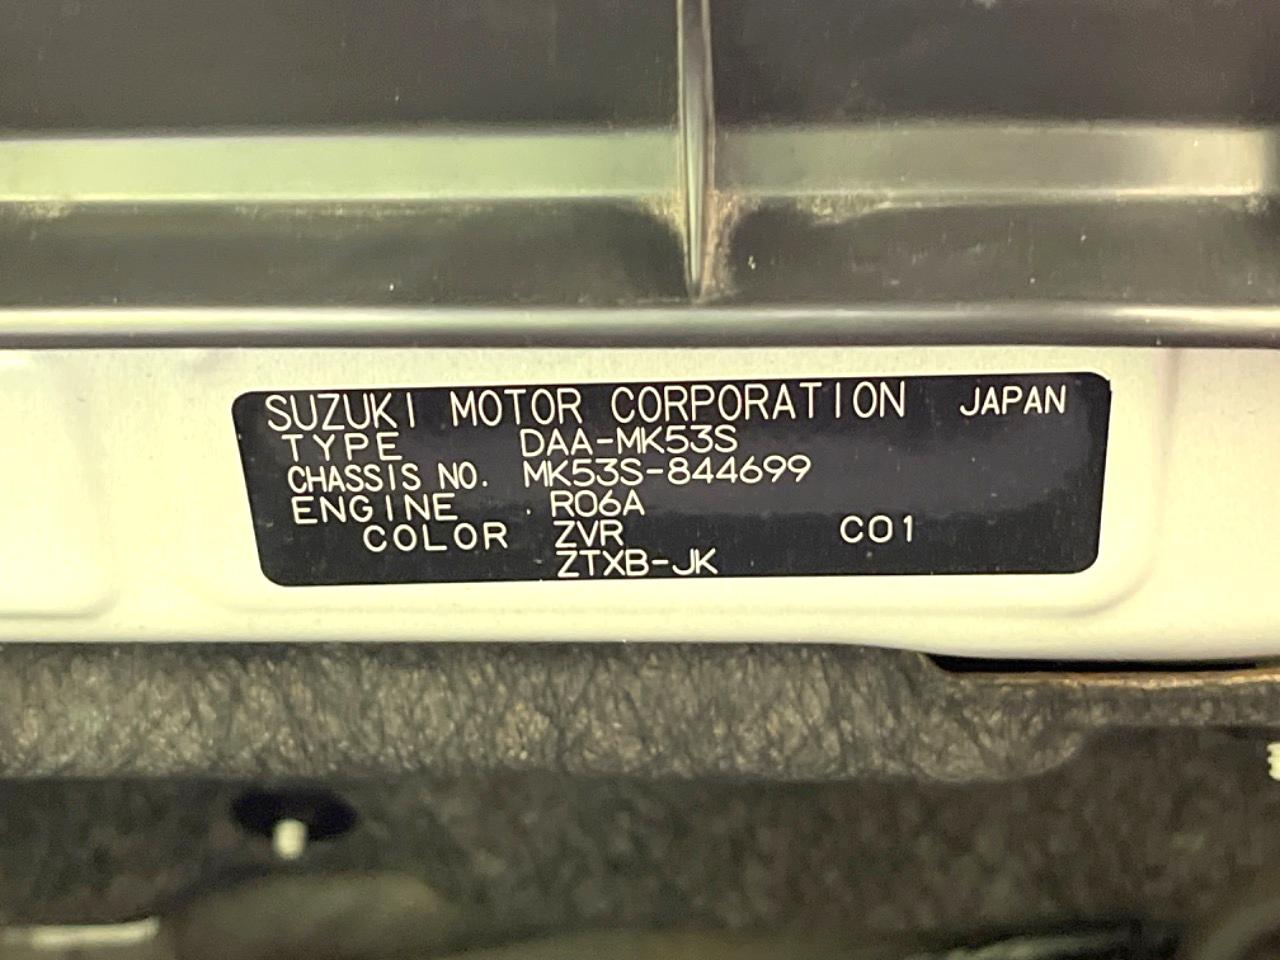 SUZUKI MOTOR CORPORATION JAPAN
TYPE DAA-MK53S
CHASSIS NO. MK53S-844699
ENGINE R06A
COLOR ZVR C01
ZTXB-JK